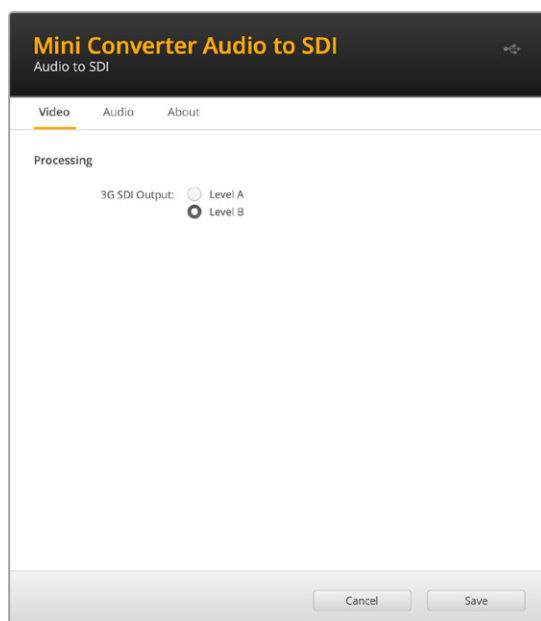 Mini Converter Audio to SDI
Audio to SDI
Video Audio About
Processing
3G SDI Output: Level A
Level B
Cancel Save